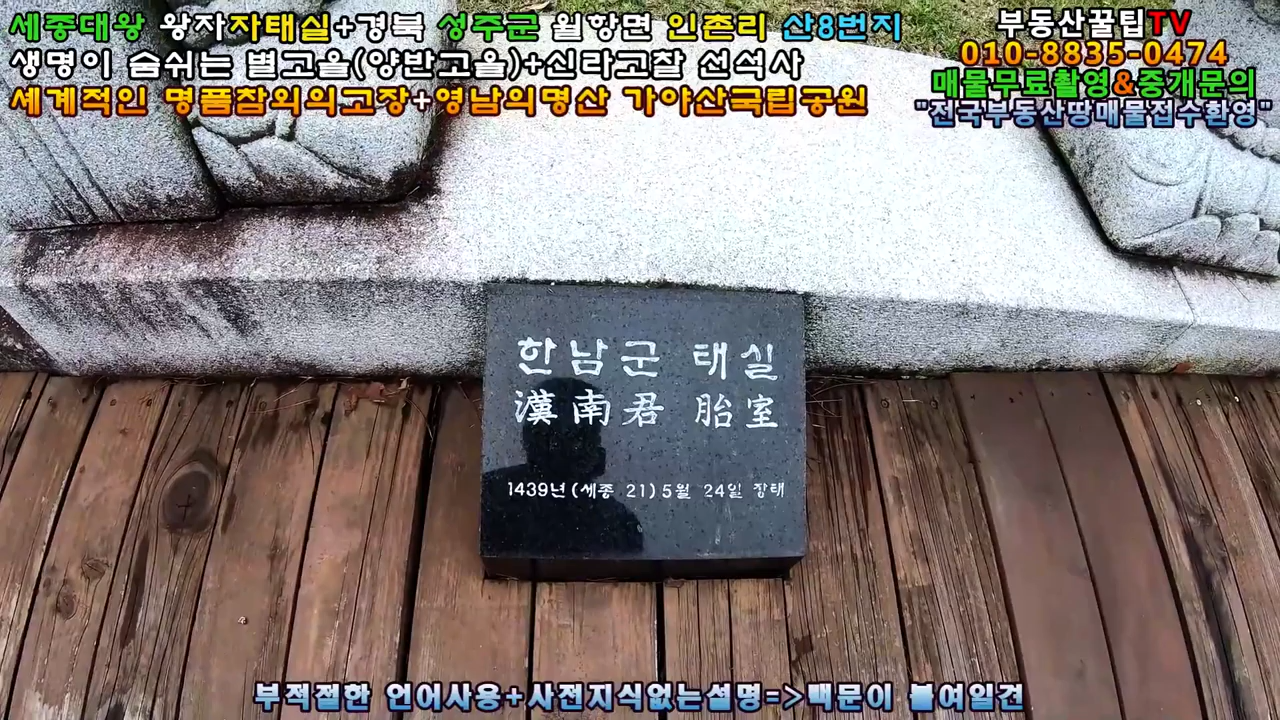 세종대왕 왕자자태실+경북 성주군 월항면 인촌리 산8번지
생명이 숨쉬는 별고을(양반고을)+신라고찰 선석사
세계적인 명품참외의고장+영남의명산 가야산국립공원
부동산꿀팁TV
010-8835-0474
매물무료촬영&중개문의
"전국부동산땅매물접수환영"
한남군 태실
漢南君 胎室
1439년(세종 21)5월 24일 장태
부적절한 언어사용+사전지식없는설명=>백문이 불여일견